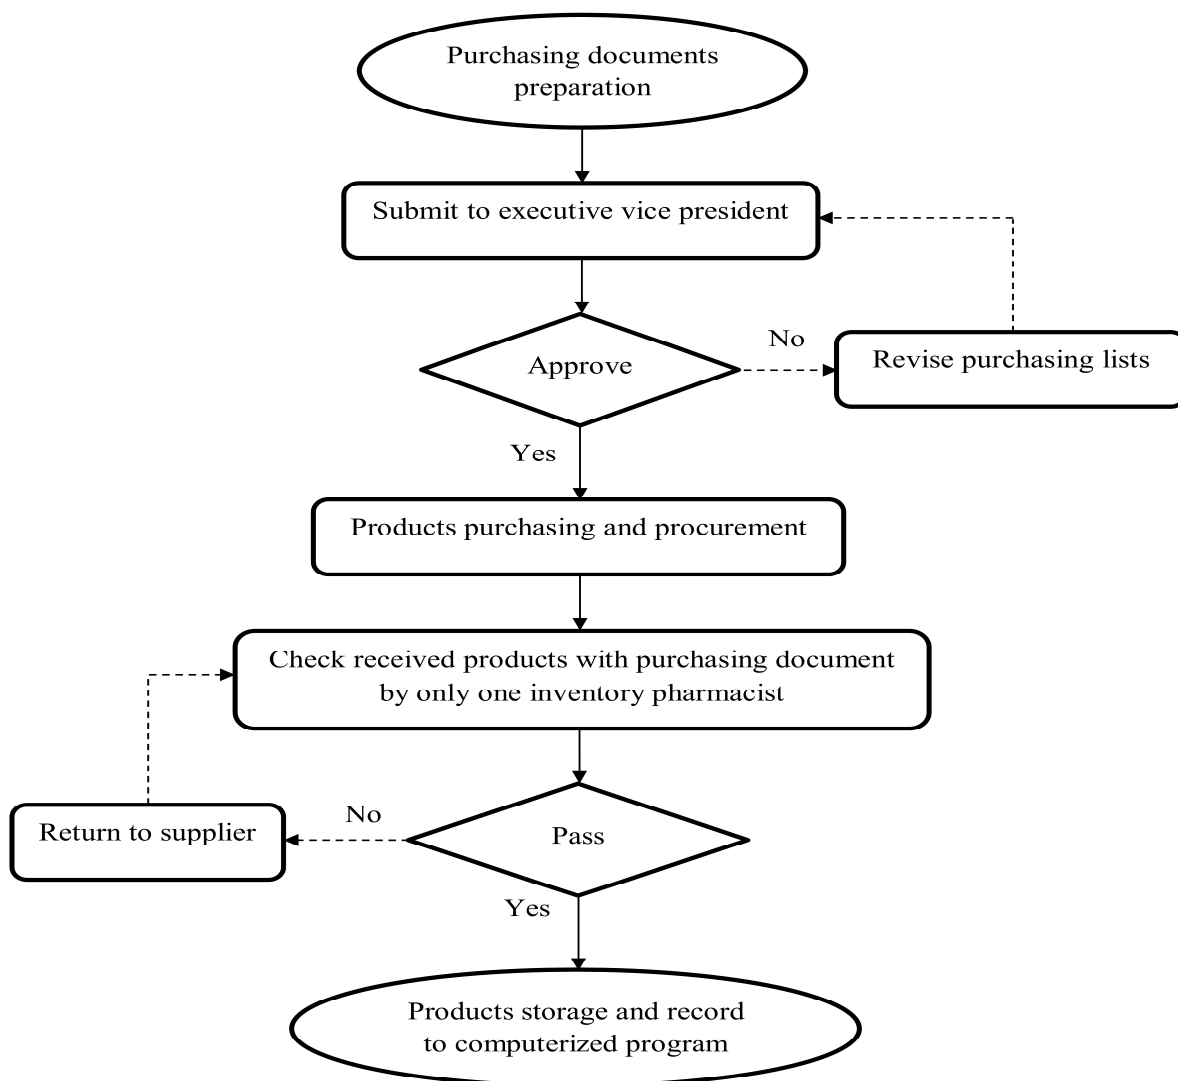 Purchasing documents
preparation
Submit to executive vice president
Approve
No
Revise purchasing lists
Yes
Products purchasing and procurement
Check received products with purchasing document
by only one inventory pharmacist
Return to supplier
No
Pass
Yes
Products storage and record
to computerized program